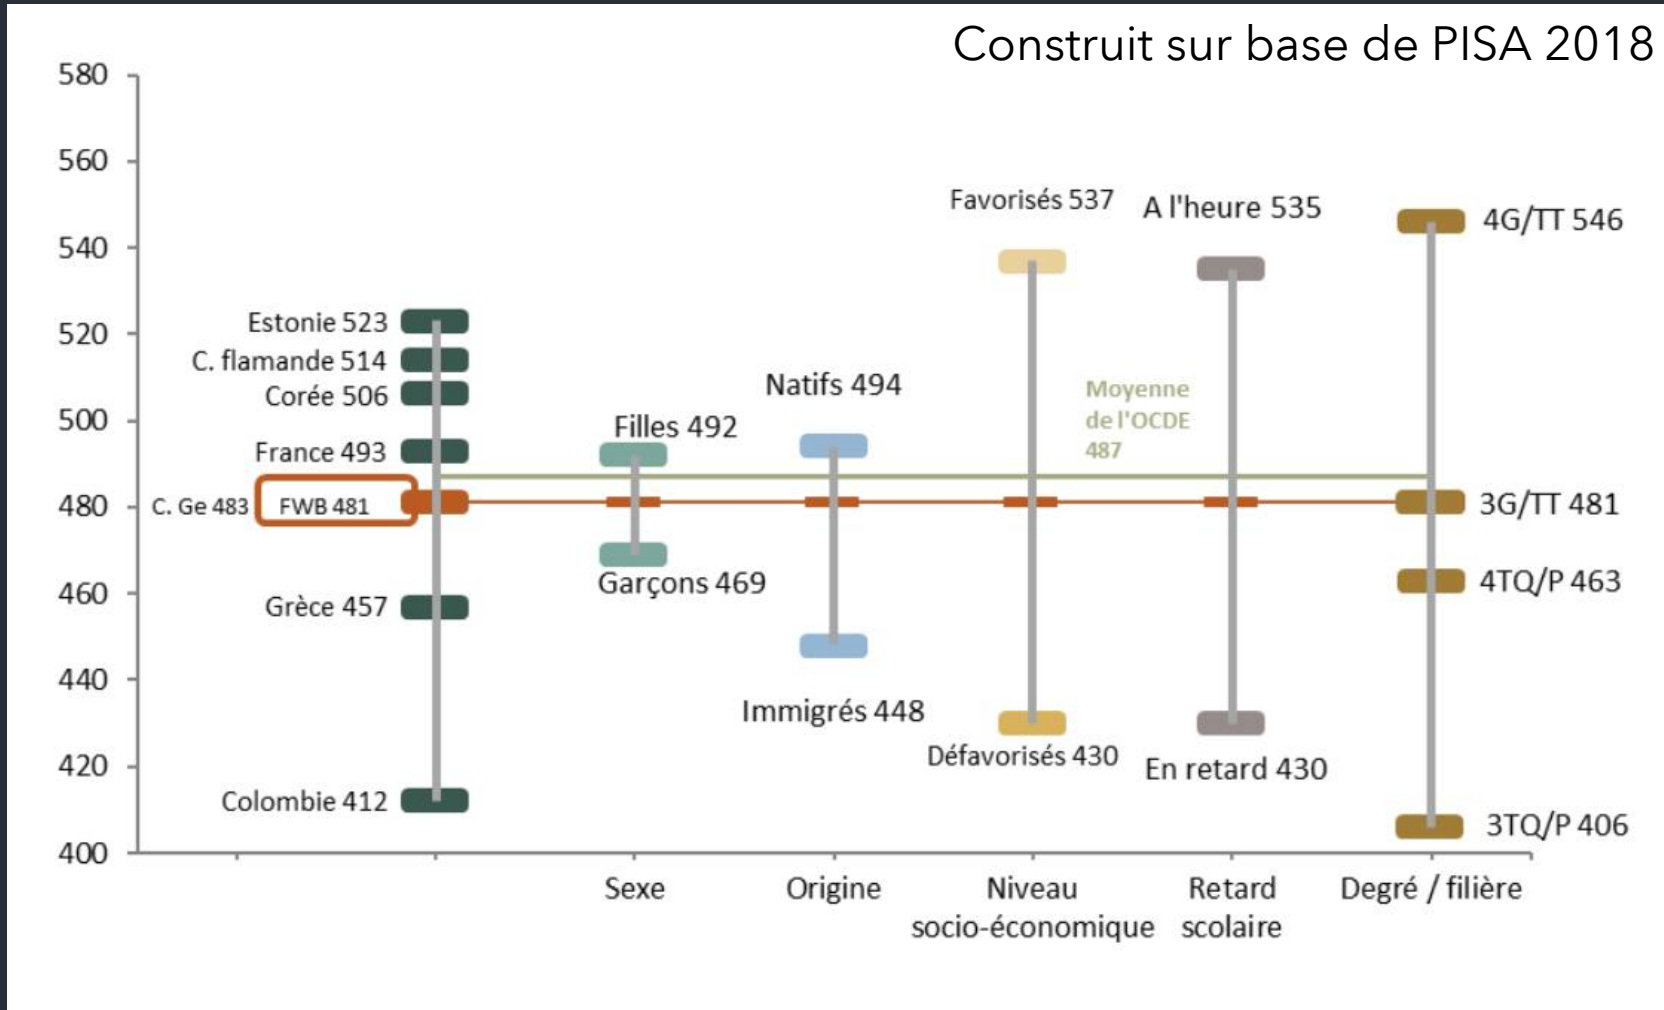 Construit sur base de PISA 2018
580
560
540
520
500
480
460
440
420
400
Estonie 523
C. flamande 514
Corée 506
France 493
C. Ge 483
FWB 481
Grèce 457
Colombie 412
Filles 492
Garçons 469
Natifs 494
Immigrés 448
Favorisés 537
Défavorisés 430
Moyenne
de l'OCDE
487
A l'heure 535
En retard 430
4G/TT 546
3G/TT 481
4TQ/P 463
3TQ/P 406
Sexe
Origine
Niveau
socio-économique
Retard
scolaire
Degré / filière